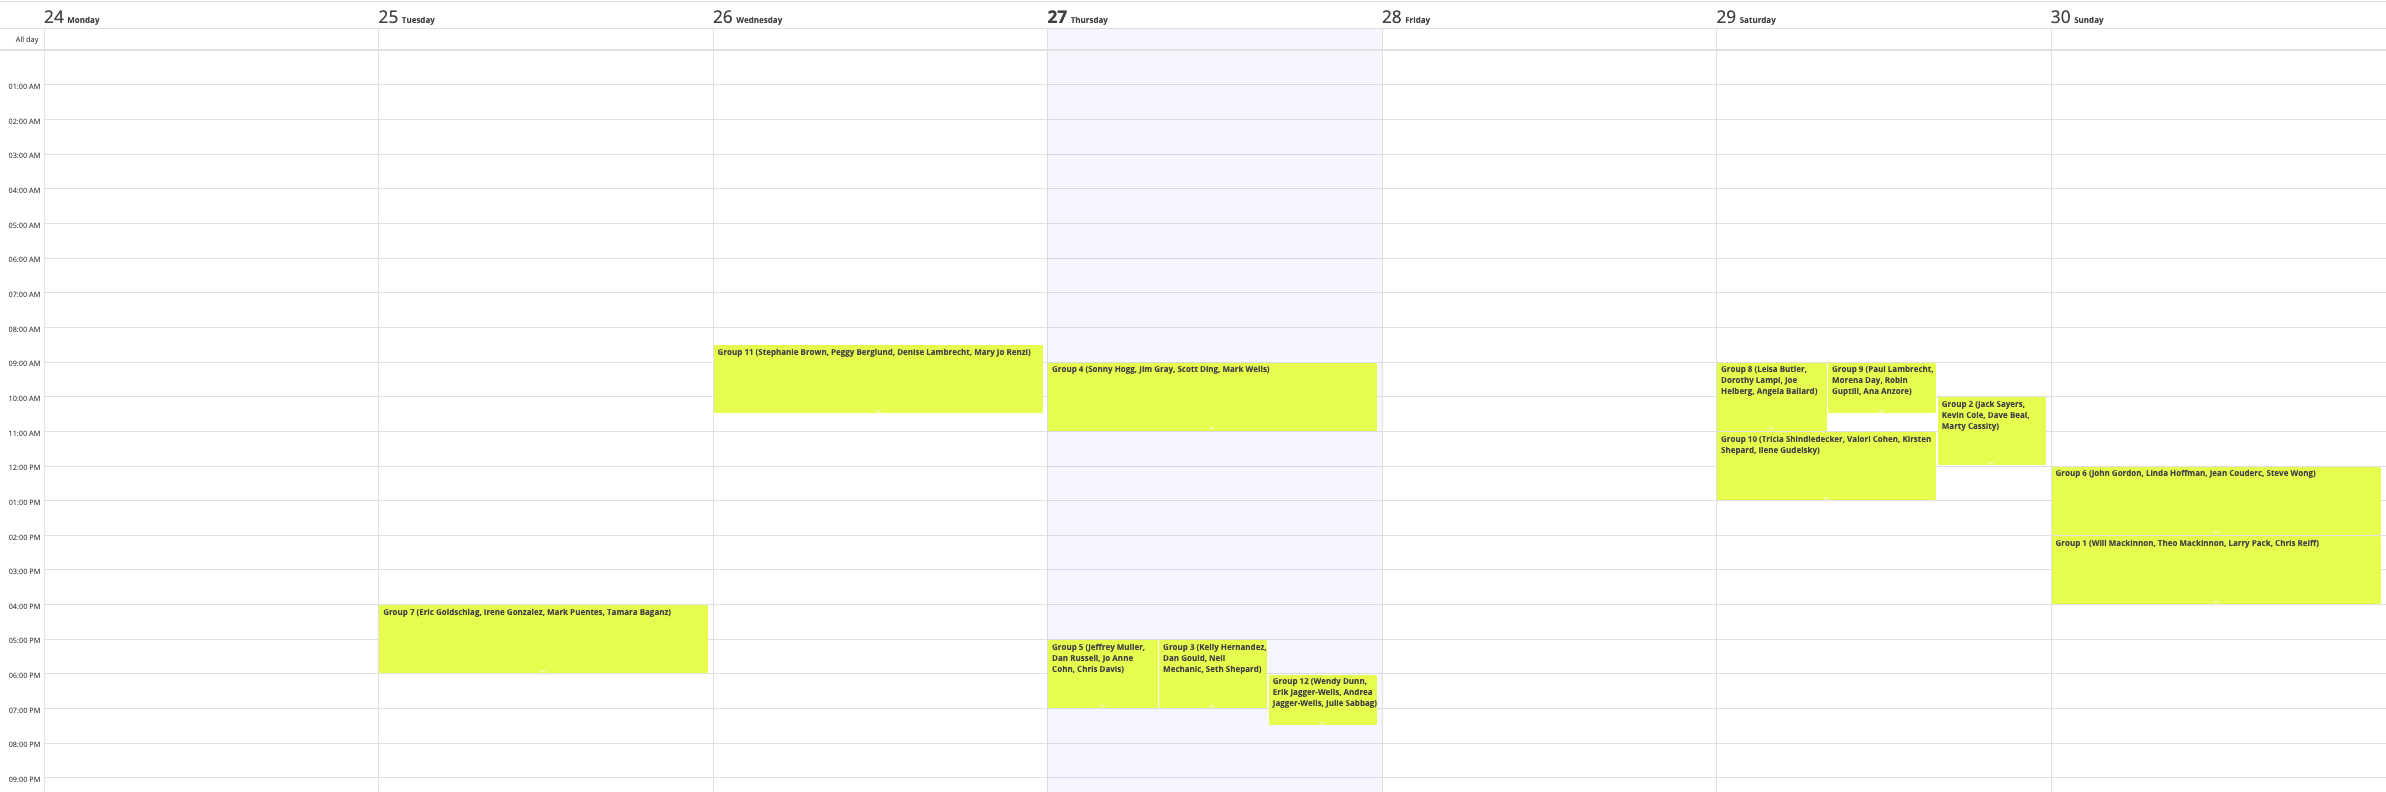 24 Monday
25 Tuesday
26 Wednesday
27 Thursday
28 Friday
29 Saturday
30 Sunday
All day
01:00 AM
02:00 AM
03:00 AM
04:00 AM
05:00 AM
06:00 AM
07:00 AM
08:00 AM
09:00 AM
10:00 AM
11:00 AM
12:00 PM
01:00 PM
02:00 PM
03:00 PM
04:00 PM
05:00 PM
06:00 PM
07:00 PM
08:00 PM
09:00 PM
Group 7 (Eric Goldschlag, Irene Gonzalez, Mark Puentes, Tamara Baganz)
Group 11 (Stephanie Brown, Peggy Berglund, Denise Lambrecht, Mary Jo Renzi)
Group 4 (Sonny Hogg, Jim Gray, Scott Ding, Mark Wells)
Group 5 (Jeffrey Muller,
Dan Russell, Jo Anne
Cohn, Chris Davis)
Group 3 (Kelly Hernandez,
Dan Gould, Neil
Mechanic, Seth Shepard)
Group 12 (Wendy Dunn,
Erik Jagger-Wells, Andrea
Jagger-Wells, Julie Sabbag)
Group 8 (Leisa Butler,
Dorothy Lampi, Joe
Helberg, Angela Ballard)
Group 9 (Paul Lambrecht,
Morena Day, Robin
Guptill, Ana Anzore)
Group 2 (Jack Sayers,
Kevin Cole, Dave Beal,
Marty Cassity)
Group 10 (Tricia Shindledecker, Valori Cohen, Kirsten
Shepard, Ilene Gudelsky)
Group 6 (John Gordon, Linda Hoffman, Jean Couderc, Steve Wong)
Group 1 (Will Mackinnon, Theo Mackinnon, Larry Pack, Chris Reiff)